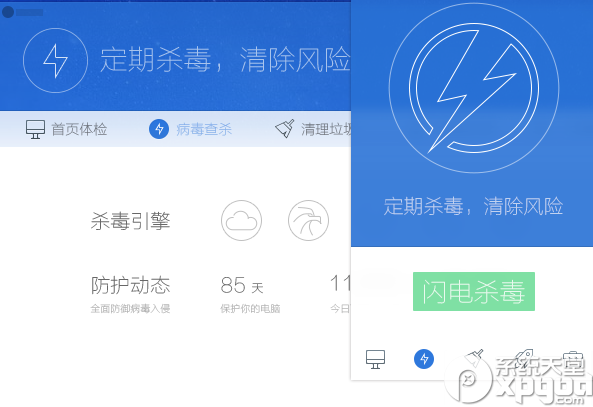 定期杀毒，清除风险
首页体检
病毒查杀
清理垃圾
杀毒引擎
防护动态
全面防御病毒入侵
85 天
保护你的电脑
11
今日
定期杀毒，清除风险
闪电杀毒
系统天堂
xpgod